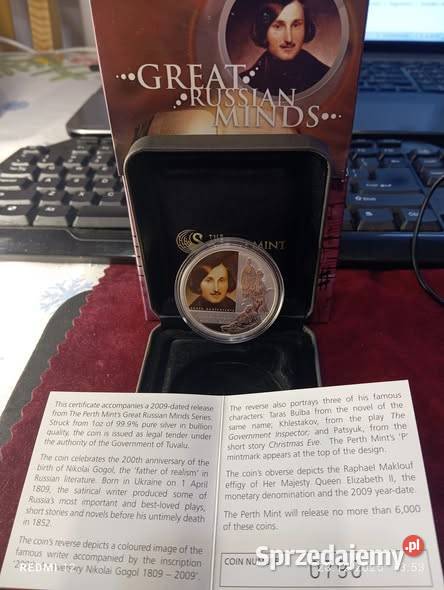 GREAT
RUSSIAN
MINDS
THE
MINT
This certificate accompanies a 2009-dated release
from The Perth Mint's Great Russian Minds Series.
Struck from 1oz of 99.9% pure silver in bullion
quality, the coin is issued as legal tender under
the authority of the Government of Tuvalu.
The coin celebrates the 200th anniversary of the
birth of Nikolai Gogol, the 'father of realism' in
Russian literature. Born in Ukraine on 1 April
1809, the satirical writer produced some of
Russia's most important and best-loved plays,
short stories and novels before his untimely death
in 1852.
The coin's reverse depicts a coloured image of the
famous writer accompanied by the inscription
Nikolai Gogol 1809 – 2009'.
The reverse also portrays three of his famous
characters: Taras Bulba from the novel of the
same name; Khlestakov, from the play The
Government Inspector; and Patsyuk, from the
short story Christmas Eve. The Perth Mint's 'P'
mintmark appears at the top of the design.
The coin's obverse depicts the Raphael Maklouf
effigy of Her Majesty Queen Elizabeth II, the
monetary denomination and the 2009 year-date.
The Perth Mint will release no more than 6,000
of these coins.
COIN
REDMI 12
Sprzedajemy.pl